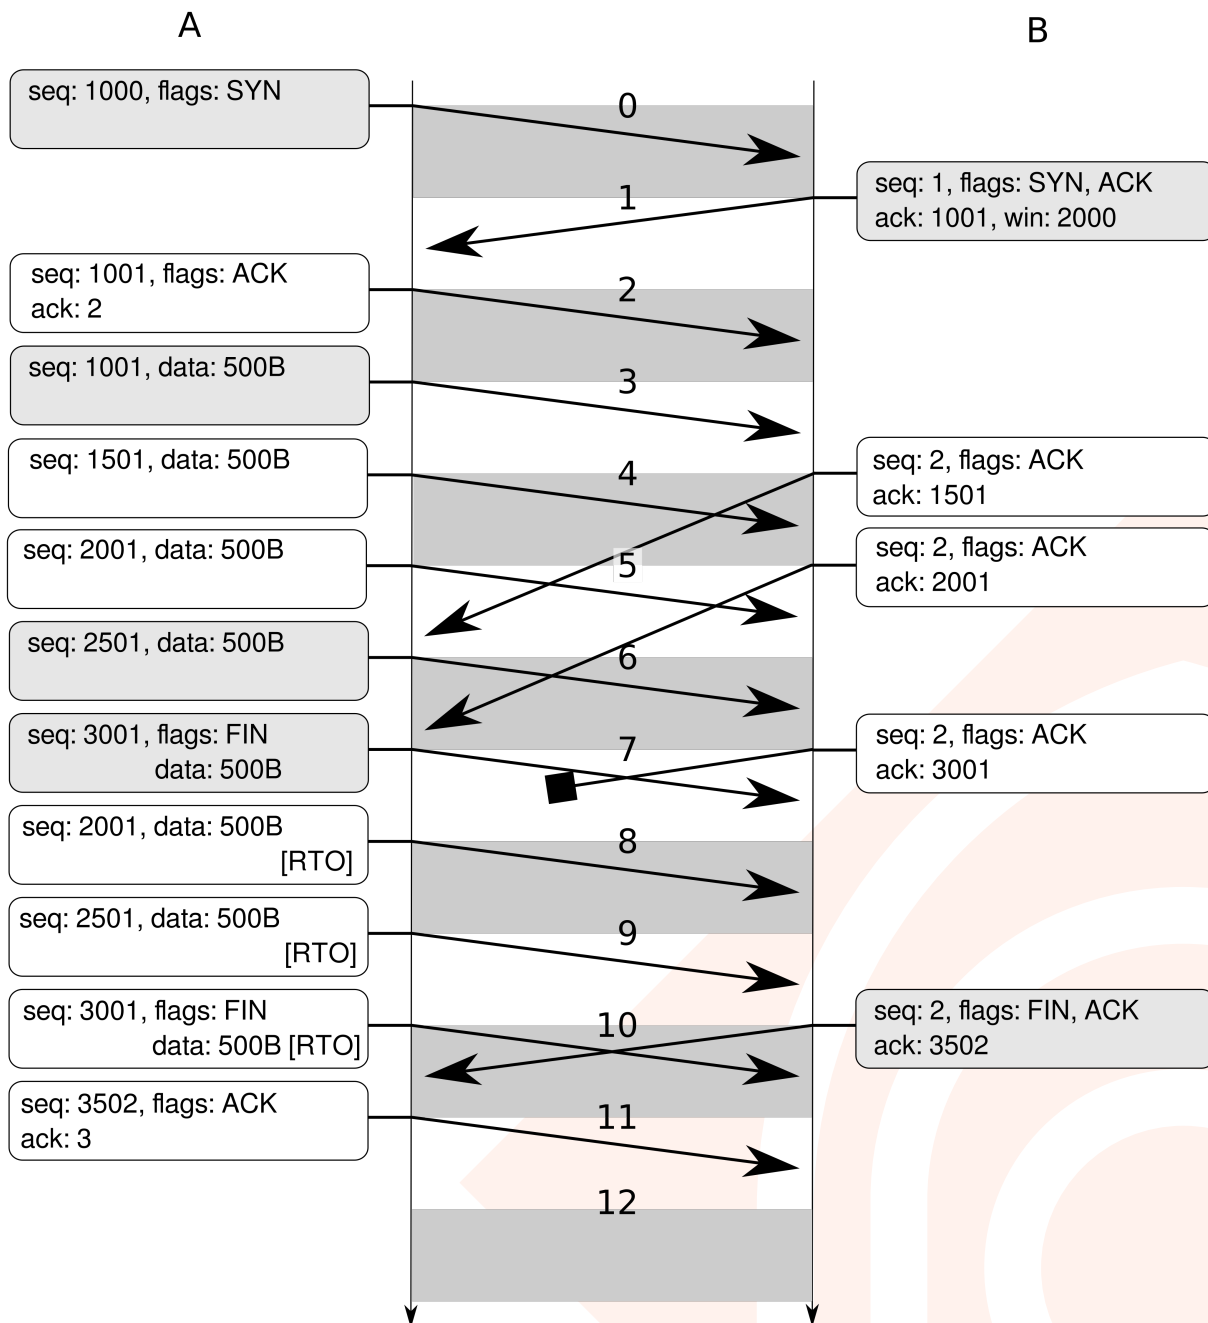 A
B
seq: 1000, flags: SYN
0
seq: 1, flags: SYN, ACK
ack: 1001, win: 2000
1
seq: 1001, flags: ACK
ack: 2
2
seq: 1001, data: 500B
3
seq: 1501, data: 500B
4
seq: 2, flags: ACK
ack: 1501
seq: 2001, data: 500B
5
seq: 2, flags: ACK
ack: 2001
seq: 2501, data: 500B
6
seq: 3001, flags: FIN
data: 500B
7
seq: 2, flags: ACK
ack: 3001
seq: 2001, data: 500B
[RTO]
8
seq: 2501, data: 500B
[RTO]
9
seq: 3001, flags: FIN
data: 500B [RTO]
10
seq: 2, flags: FIN, ACK
ack: 3502
seq: 3502, flags: ACK
ack: 3
11
12